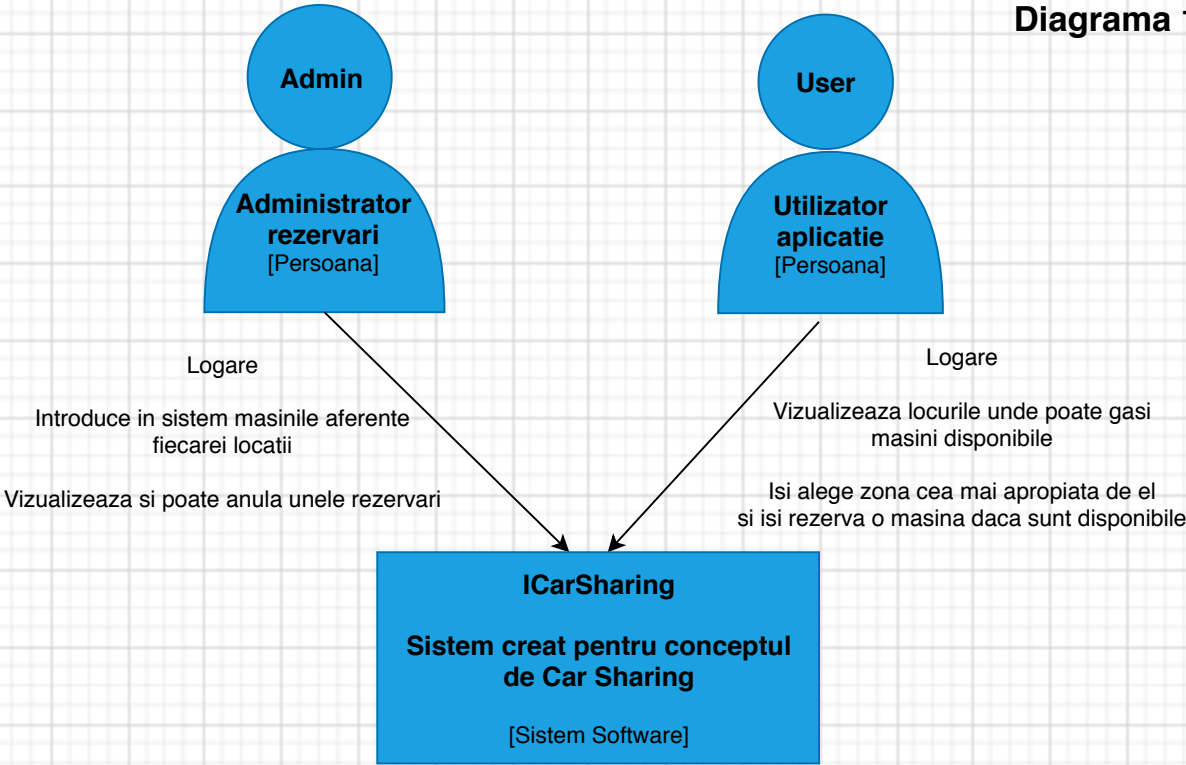 Diagrama
Admin
Administrator
rezervari
[Persoana]
User
Utilizator
aplicatie
[Persoana]
Logare
Introduce in sistem masinile aferente
fiecarei locatii
Vizualizeaza si poate anula unele rezervari
Logare
Vizualizeaza locurile unde poate gasi
masini disponibile
Isi alege zona cea mai apropiata de el
si isi rezerva o masina daca sunt disponibile
ICarSharing
Sistem creat pentru conceptul
de Car Sharing
[Sistem Software]